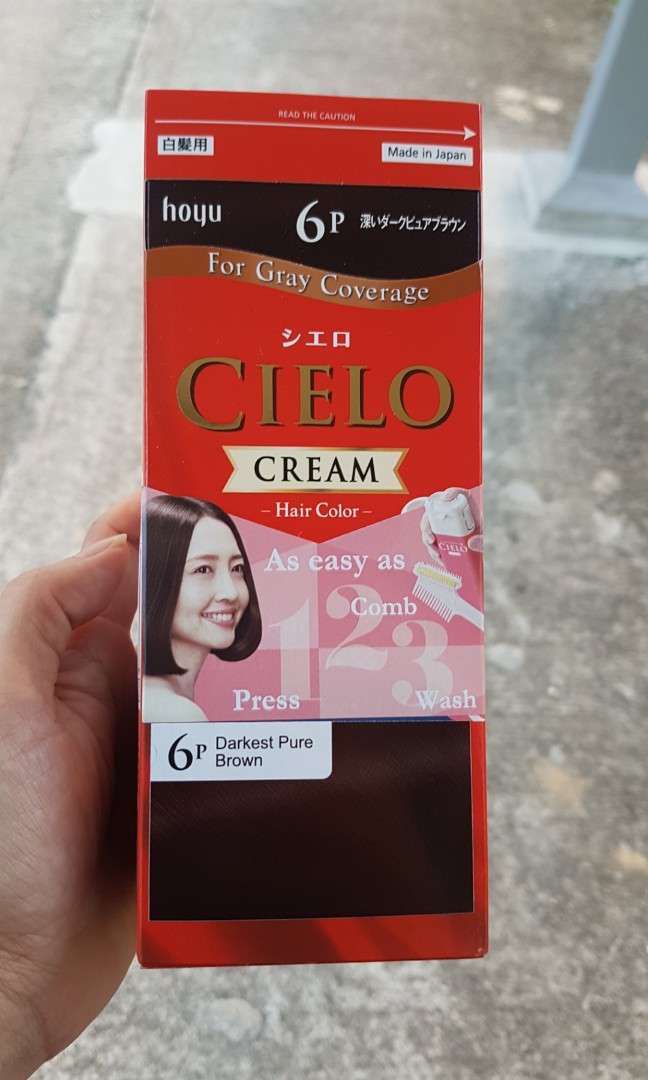 READ THE CAUTION
白髪用
Made in Japan
hoyu 6P 深いダークピュアブラウン
For Gray Coverage
シエロ
CIELO
CREAM
– Hair Color –
CIELO
As easy as
1 2 3
Comb
Press
Wash
6P Darkest Pure
Brown